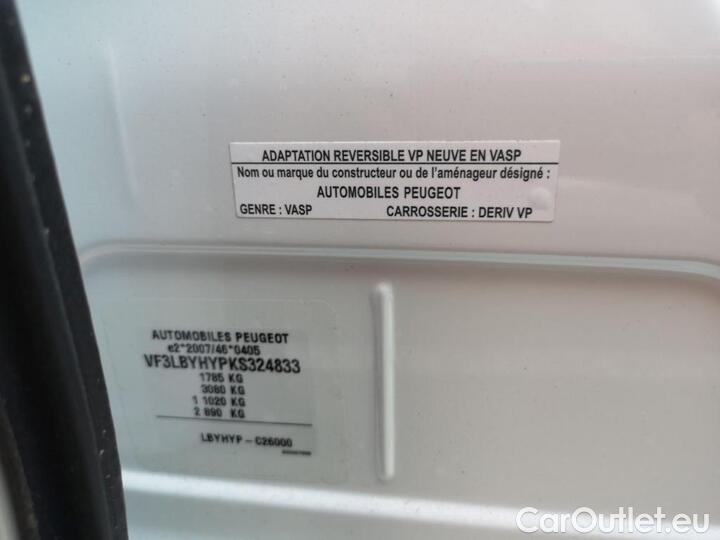 ADAPTATION REVERSIBLE VP NEUVE EN VASP
Nom ou marque du constructeur ou de l'aménageur désigné :
AUTOMOBILES PEUGEOT
GENRE : VASP CARROSSERIE : DERIV VP
AUTOMOBILES PEUGEOT
e2*2007/46*0405
VF3LBYHYPKS324833
1785 KG
3080 KG
1 1020 KG
2 890 KG
LBYHYP - C26000
CarOutlet.eu